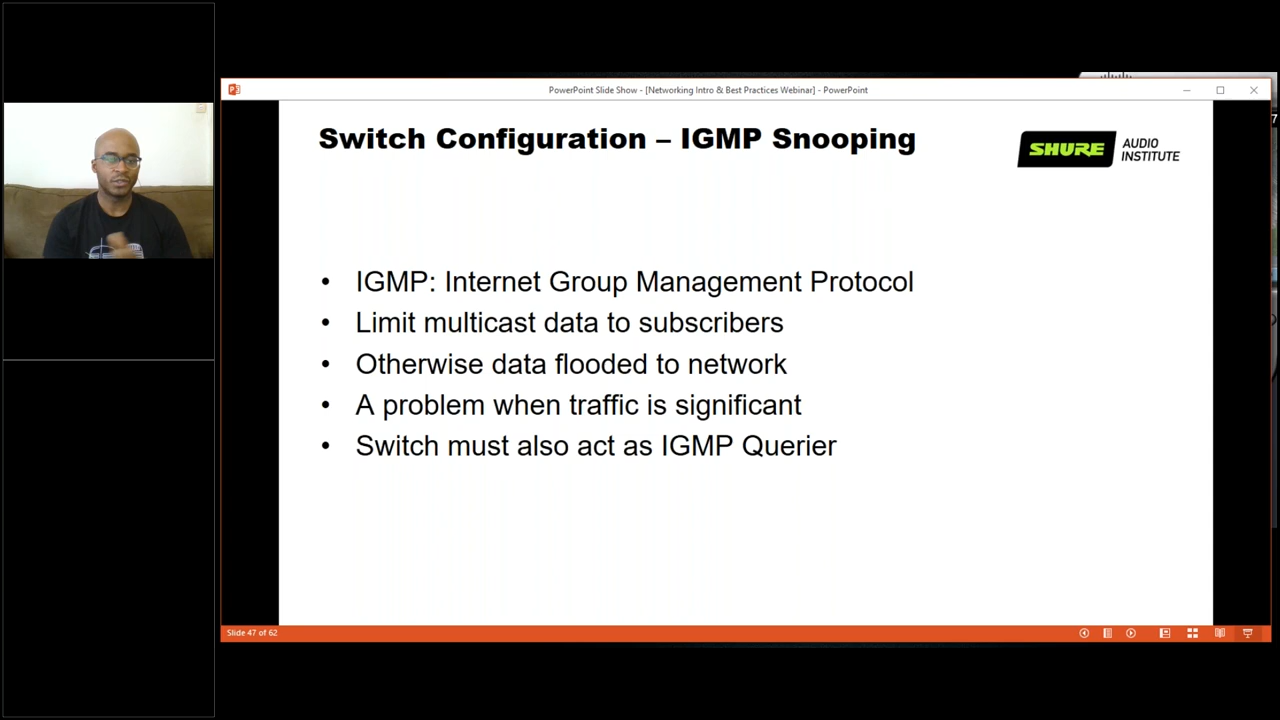 PowerPoint Slide Show - [Networking Intro & Best Practices Webinar] - PowerPoint
Switch Configuration – IGMP Snooping
SHURE
AUDIO
INSTITUTE
7
• IGMP: Internet Group Management Protocol
• Limit multicast data to subscribers
• Otherwise data flooded to network
• A problem when traffic is significant
• Switch must also act as IGMP Querier
Slide 47 of 62